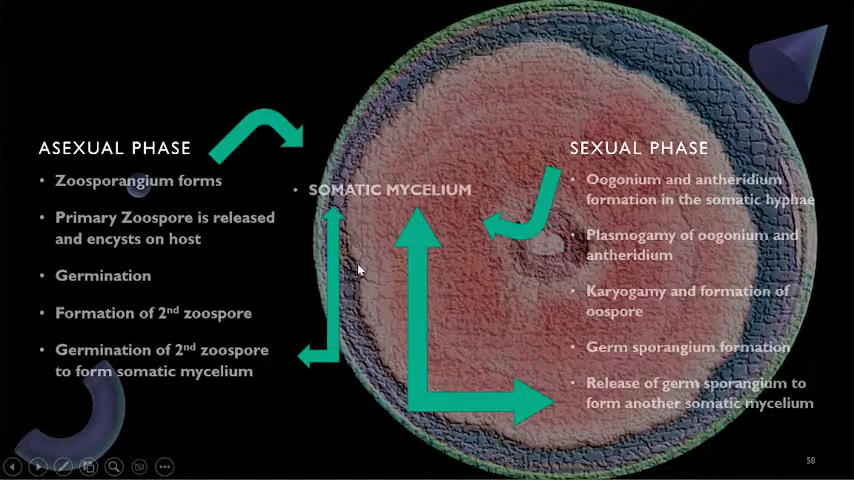 ASEXUAL PHASE
• Zoosporangium forms
• Primary Zoospore is released
and encysts on host
• Germination
• Formation of 2nd zoospore
• Germination of 2nd zoospore
to form somatic mycelium
• SOMATIC MYCELIUM
SEXUAL PHASE
• Oogonium and antheridium
formation in the somatic hyphae
• Plasmogamy of oogonium and
antheridium
• Karyogamy and formation of
oospore
• Germ sporangium formation
• Release of germ sporangium to
form another somatic mycelium
58